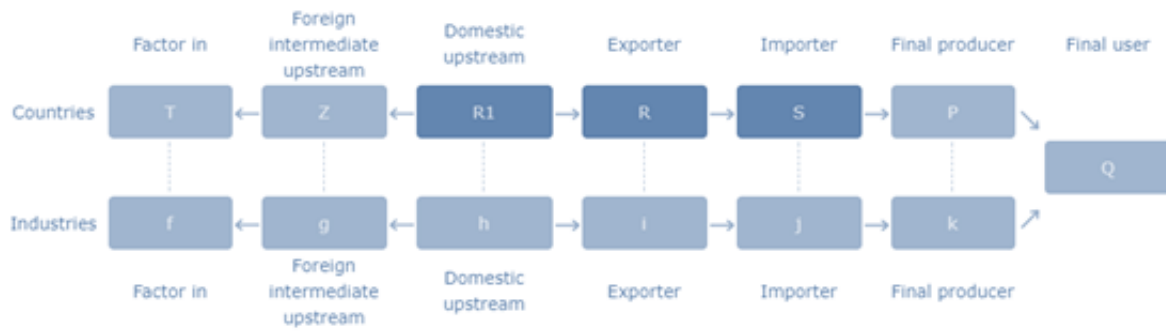 Factor in
Foreign
intermediate
upstream
Domestic
upstream
Exporter
Importer
Final producer
Final user
Countries
T
Z
R1
R
S
P
Q
Industries
f
g
h
i
j
k
Factor in
Foreign
intermediate
upstream
Domestic
upstream
Exporter
Importer
Final producer